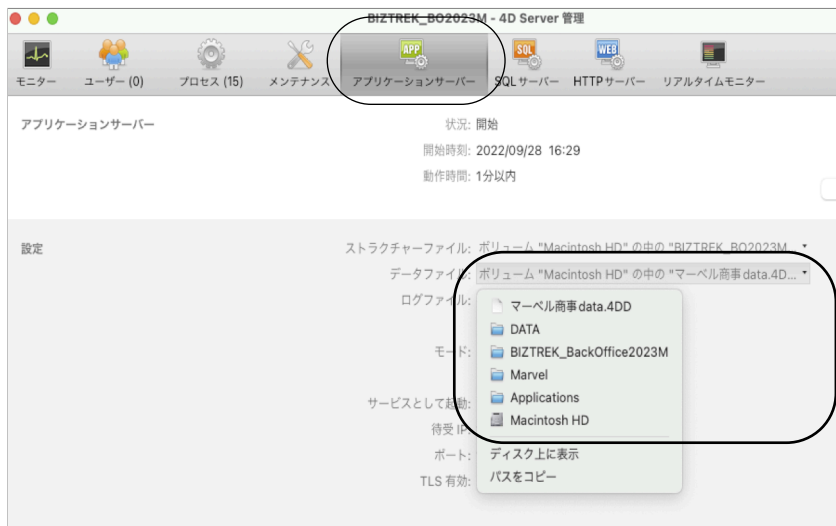 BIZTREK_BO2023M - 4D Server 管理
APP SQL WEB
モニター ユーザー (0) プロセス (15) メンテナンス アプリケーションサーバー SQL サーバー HTTP サーバー リアルタイムモニター
アプリケーションサーバー
状況: 開始
開始時刻: 2022/09/28 16:29
動作時間: 1分以内
設定
ストラクチャーファイル: ボリューム "Macintosh HD" の中の "BIZTREK_BO2023M...
データファイル: ボリューム "Macintosh HD" の中の "マーベル商事data.4D...
ログファイル:
マーベル商事data.4DD
DATA
BIZTREK_BackOffice2023M
モード:
Marvel
Applications
サービスとして起動:
Macintosh HD
待受 IP:
ポート: ディスク上に表示
TLS 有効: パスをコピー